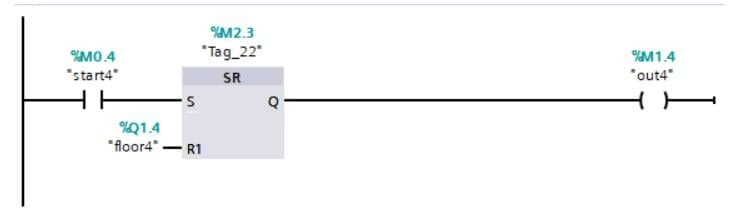 %M2.3
"Tag_22"
%M0.4
"start4"
SR
%M1.4
"out4"
S
Q
%Q1.4
"floor4"
R1